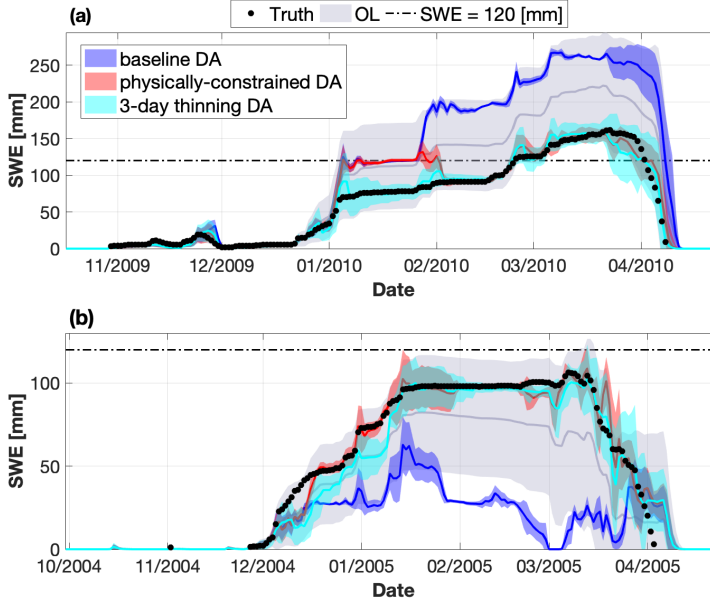 Truth OL SWE = 120 [mm]
(a)
baseline DA
physically-constrained DA
3-day thinning DA
SWE [mm]
250
200
150
100
50
0
11/2009 12/2009 01/2010 02/2010 03/2010 04/2010
Date
(b)
SWE [mm]
100
50
0
10/2004 11/2004 12/2004 01/2005 02/2005 03/2005 04/2005
Date